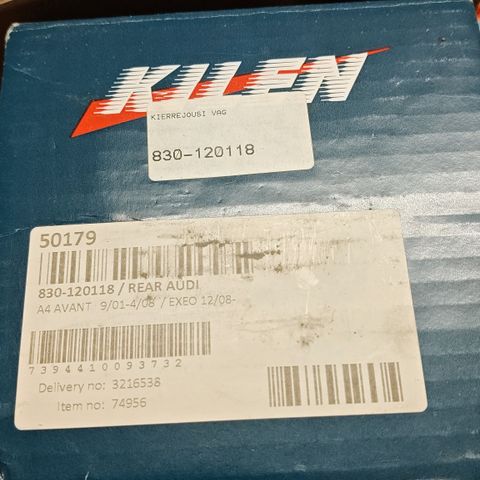 KILEN
KIERREJOUSI VAG
830-120118
50179
830-120118 / REAR AUDI
A4 AVANT 9/01-4/08 / EXEO 12/08-
7394410093732
Delivery no: 3216538
Item no: 74956